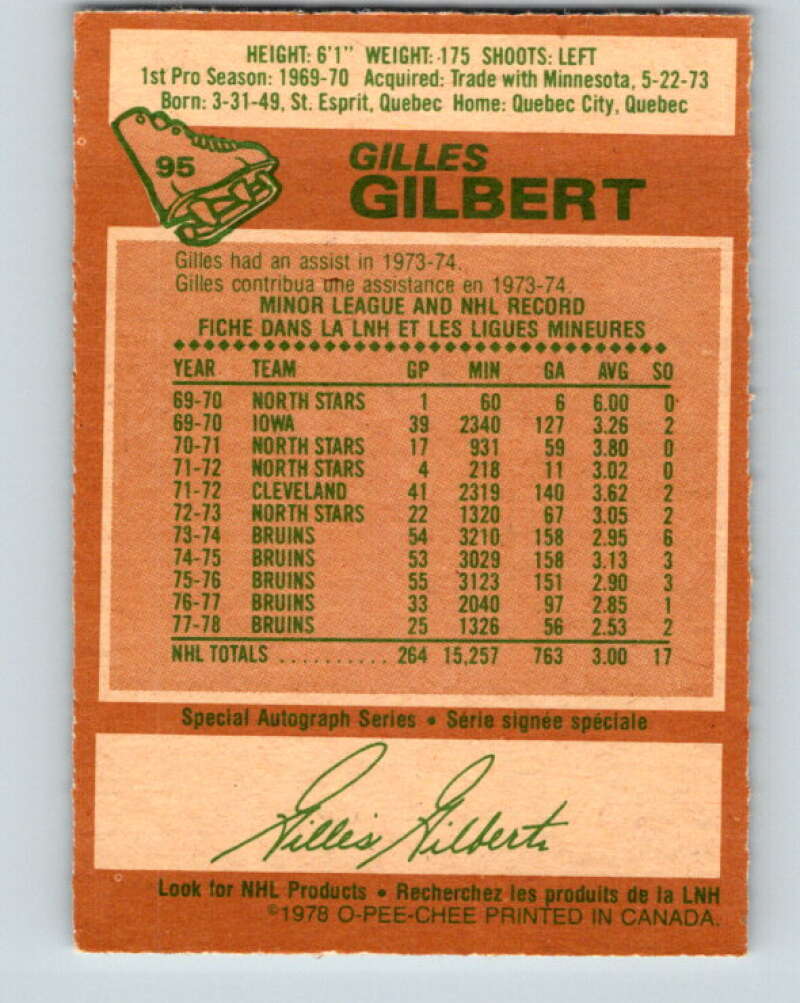 HEIGHT: 6'1" WEIGHT: 175 SHOOTS: LEFT
1st Pro Season: 1969-70 Acquired: Trade with Minnesota, 5-22-73
Born: 3-31-49, St. Esprit, Quebec Home: Quebec City, Quebec
95
GILLES
GILBERT
Gilles had an assist in 1973-74.
Gilles contribua une assistance en 1973-74.
MINOR LEAGUE AND NHL RECORD
FICHE DANS LA LNH ET LES LIGUES MINEURES
YEAR TEAM GP MIN GA AVG SO
69-70 NORTH STARS 1 60 6 6.00 0
69-70 IOWA 39 2340 127 3.26 2
70-71 NORTH STARS 17 931 59 3.80 0
71-72 NORTH STARS 4 218 11 3.02 0
71-72 CLEVELAND 41 2319 140 3.62 2
72-73 NORTH STARS 22 1320 67 3.05 2
73-74 BRUINS 54 3210 158 2.95 6
74-75 BRUINS 53 3029 158 3.13 3
75-76 BRUINS 55 3123 151 2.90 3
76-77 BRUINS 33 2040 97 2.85 1
77-78 BRUINS 25 1326 56 2.53 2
NHL TOTALS .......... 264 15,257 763 3.00 17
Special Autograph Series • Série signée spéciale
Gilles Gilbert
Look for NHL Products • Recherchez les produits de la LNH
©1978 O-PEE-CHEE PRINTED IN CANADA.